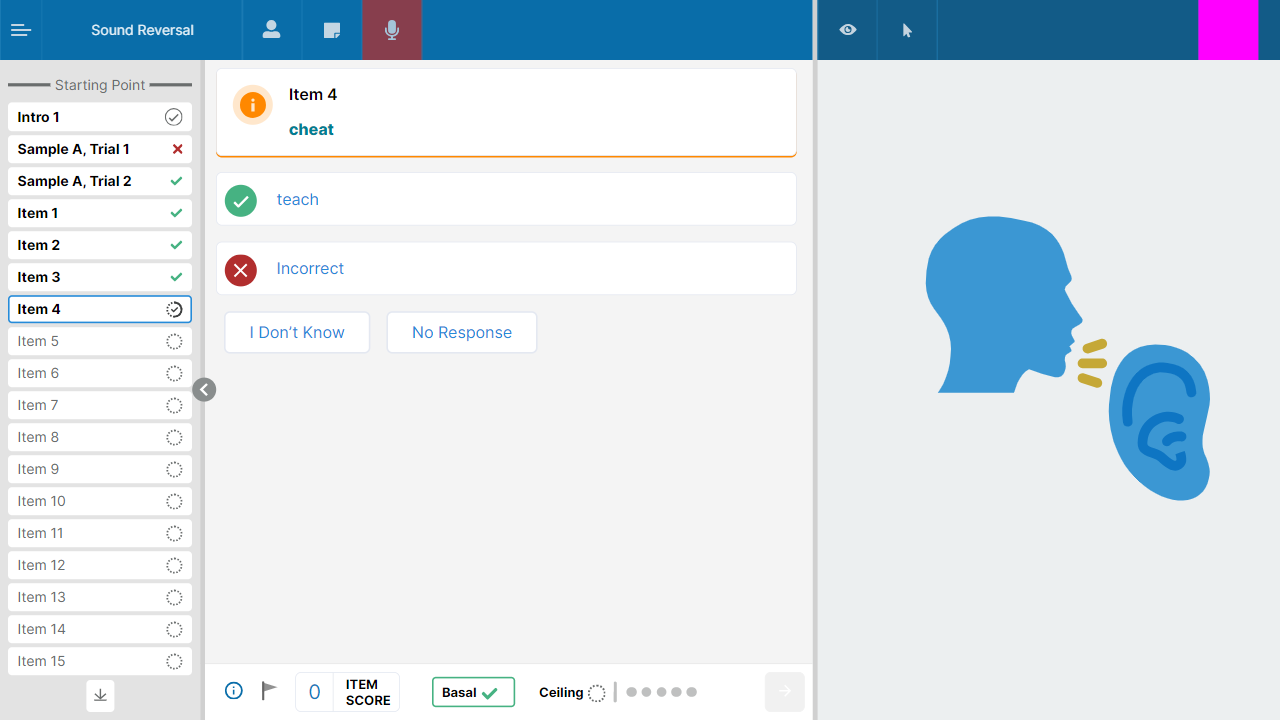 Sound Reversal
Starting Point
Intro 1
Sample A, Trial 1
Sample A, Trial 2
Item 1
Item 2
Item 3
Item 4
Item 5
Item 6
Item 7
Item 8
Item 9
Item 10
Item 11
Item 12
Item 13
Item 14
Item 15
Item 4
cheat
teach
Incorrect
I Don’t Know
No Response
0
ITEM
SCORE
Basal
Ceiling